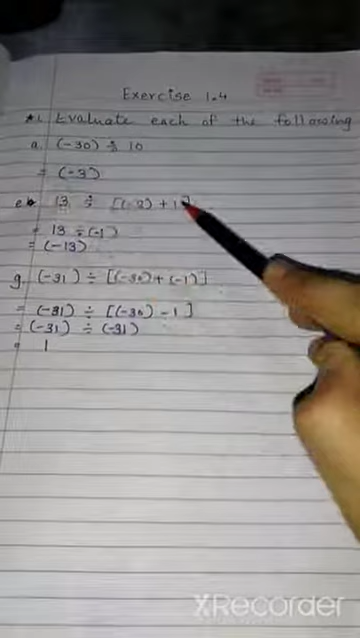 Exercise 1.4
*1. Evaluate each of the following
a. (-30) ÷ 10
= (-3)
e. 13 ÷ [(-2) + 1]
= 13 ÷ (-1)
= (-13)
g. (-31) ÷ [(-30) + (-1)]
= (-31) ÷ [(-30) - 1]
= (-31) ÷ (-31)
= 1
XRecorder